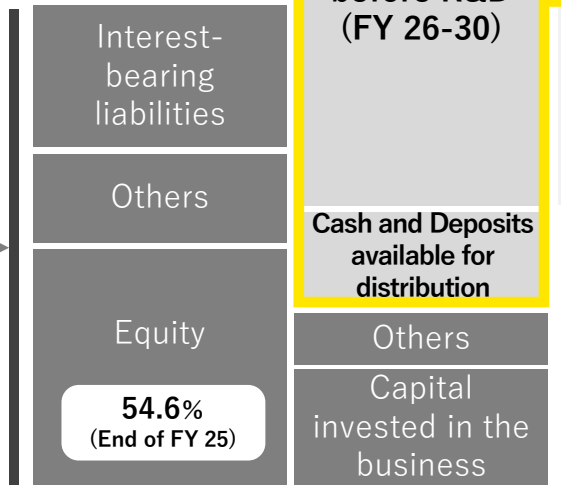 Interest-
bearing
liabilities
Others
Equity
54.6%
(End of FY 25)
(FY 26-30)
Cash and Deposits
available for
distribution
Others
Capital
invested in the
business